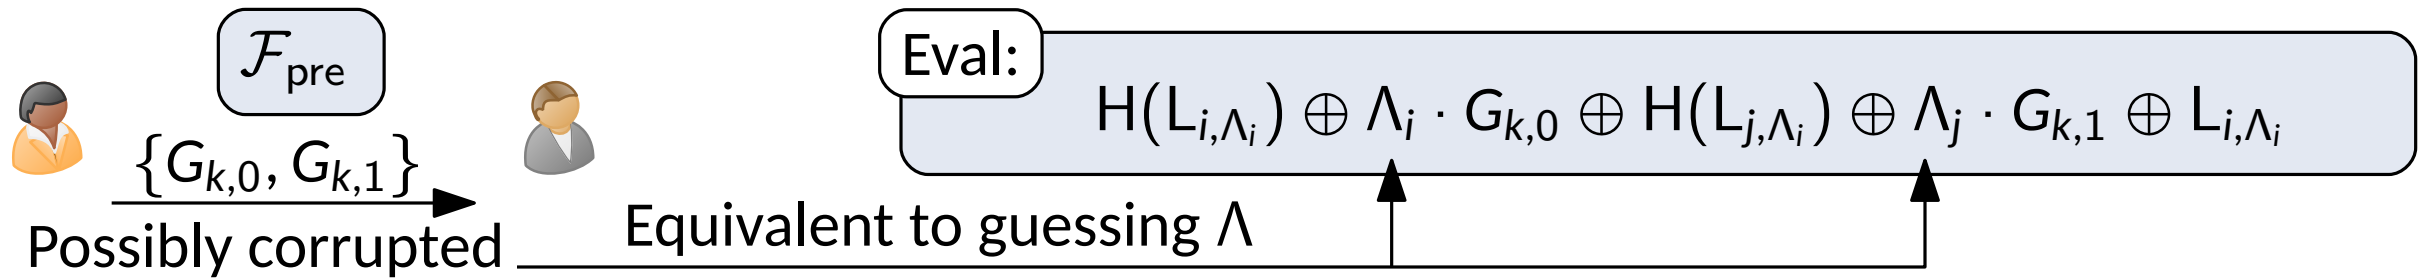 𝓕_pre
{G_{k,0}, G_{k,1}}
Possibly corrupted
Eval:
H(L_{i,Λ_i}) ⊕ Λ_i · G_{k,0} ⊕ H(L_{j,Λ_i}) ⊕ Λ_j · G_{k,1} ⊕ L_{i,Λ_i}
Equivalent to guessing Λ